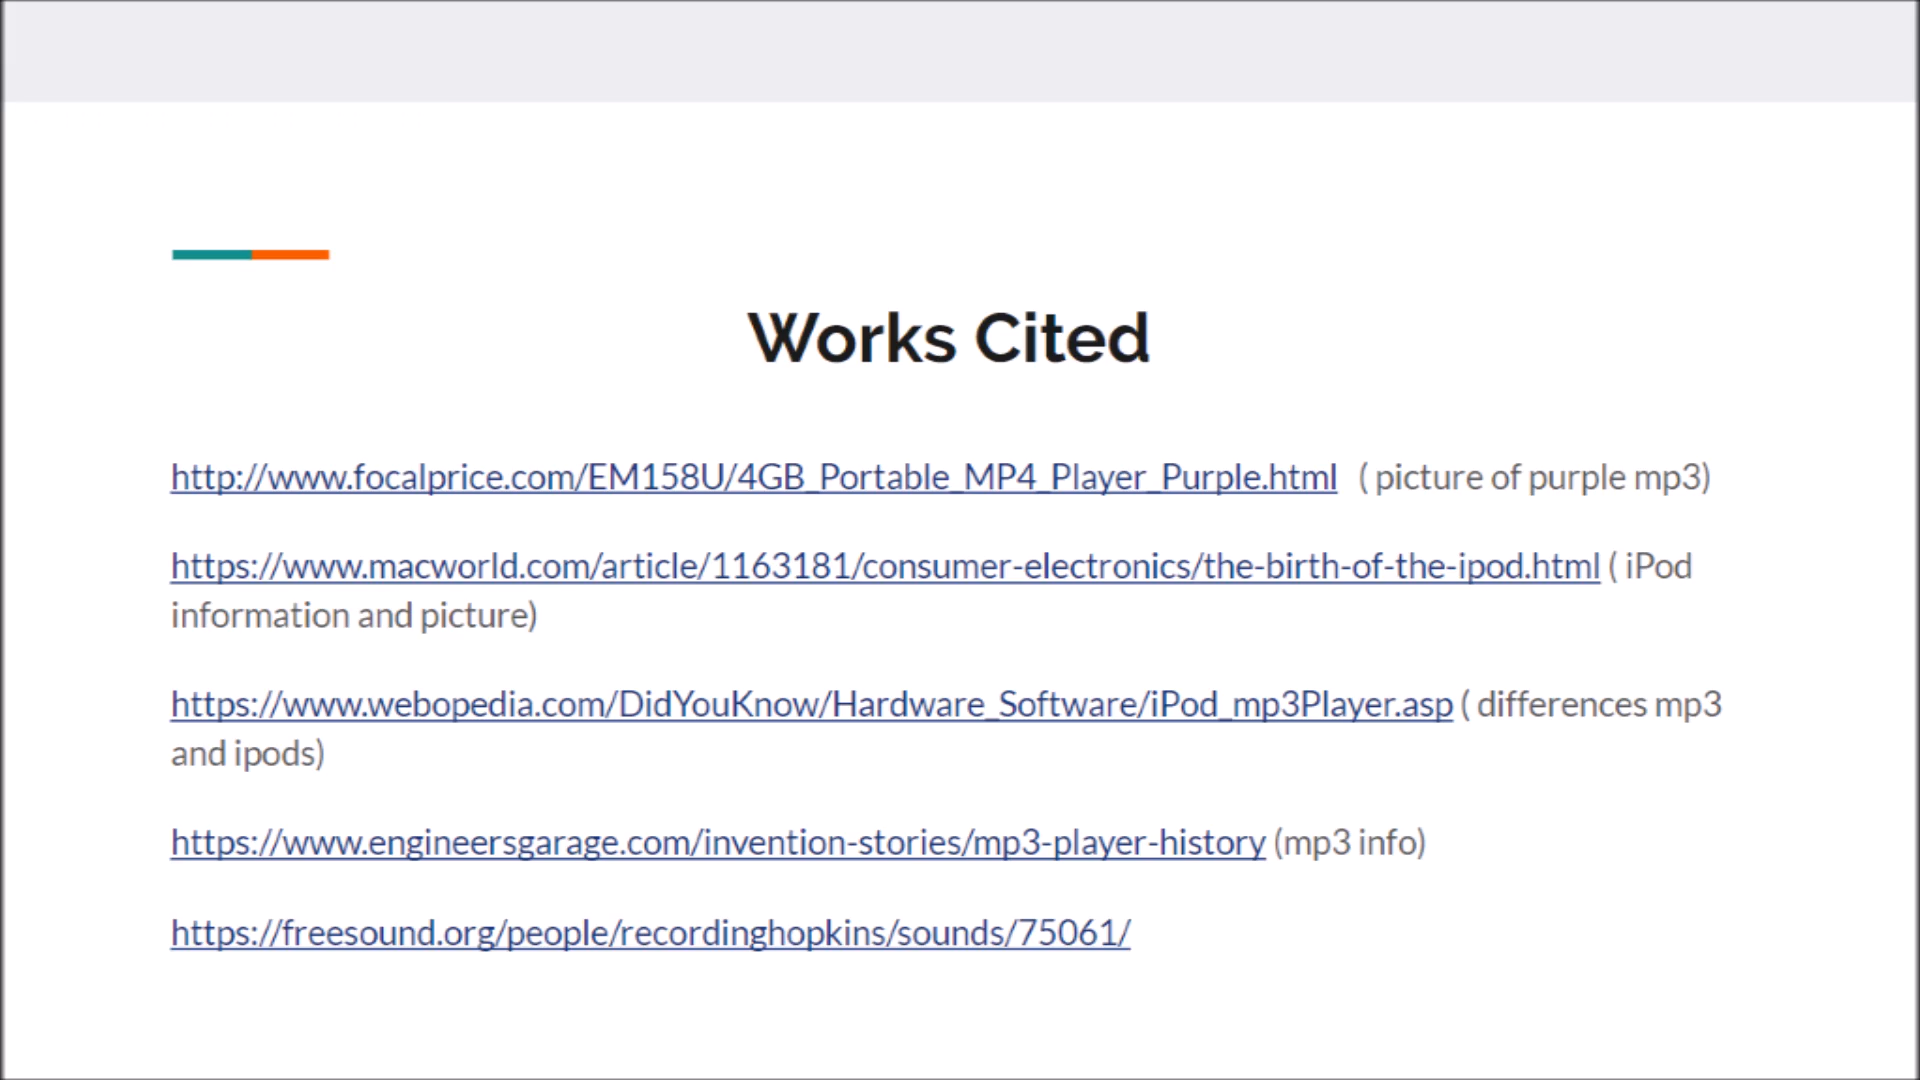 Works Cited
http://www.focalprice.com/EM158U/4GB_Portable_MP4_Player_Purple.html ( picture of purple mp3)
https://www.macworld.com/article/1163181/consumer-electronics/the-birth-of-the-ipod.html ( iPod
information and picture)
https://www.webopedia.com/DidYouKnow/Hardware_Software/iPod_mp3Player.asp ( differences mp3
and ipods)
https://www.engineersgarage.com/invention-stories/mp3-player-history (mp3 info)
https://freesound.org/people/recordinghopkins/sounds/75061/